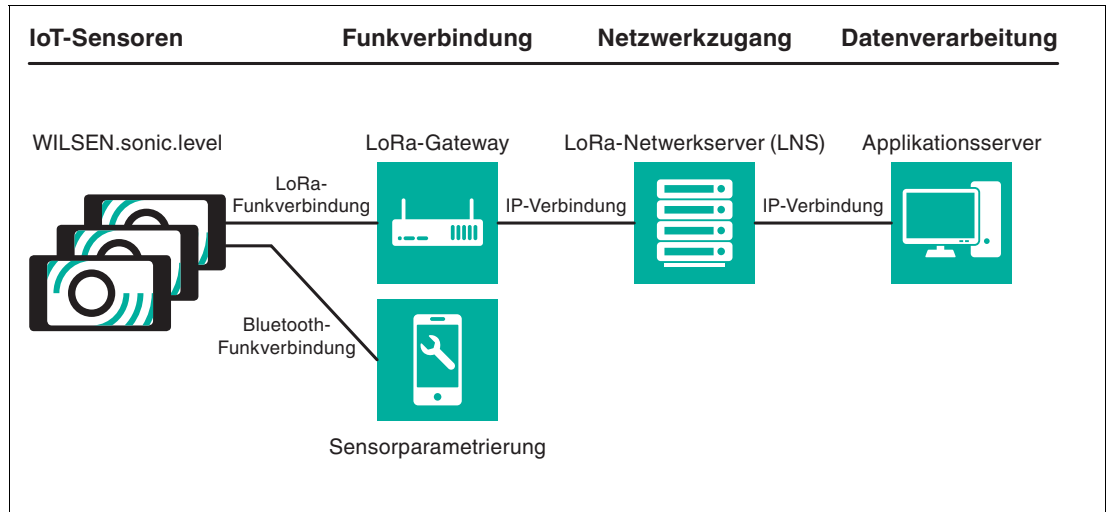 IoT-Sensoren
Funkverbindung
Netzwerkzugang
Datenverarbeitung
WILSEN.sonic.level
LoRa-Gateway
LoRa-Netwerkserver (LNS)
Applikationsserver
LoRa-
Funkverbindung
IP-Verbindung
IP-Verbindung
Bluetooth-
Funkverbindung
Sensorparametrierung